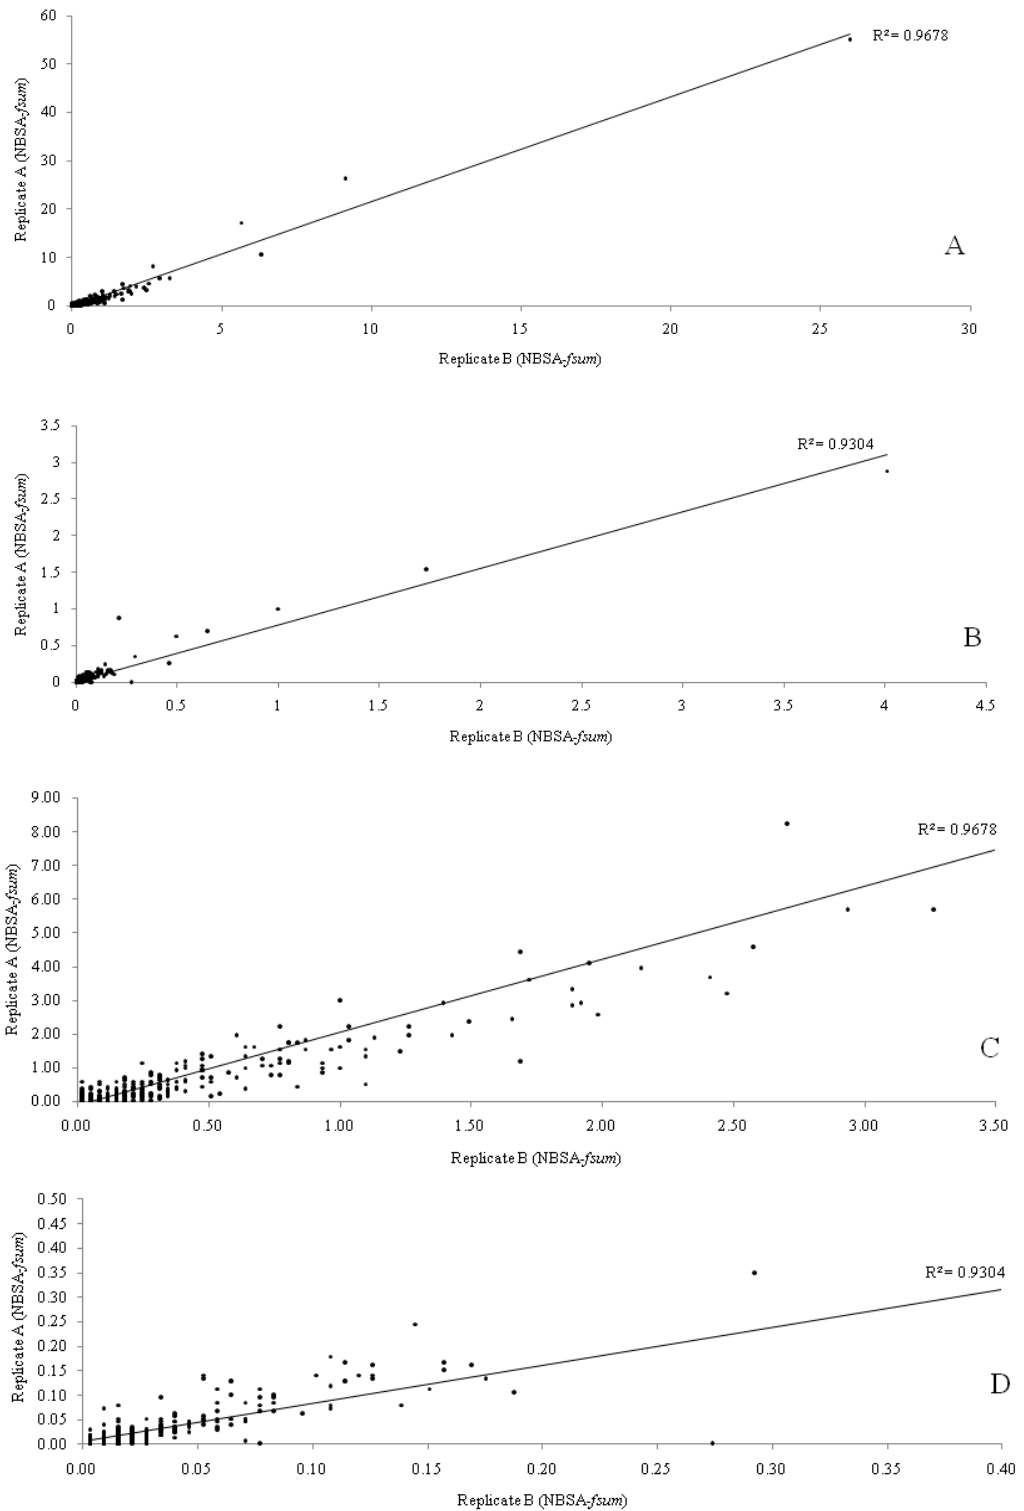 60
50
40
30
20
10
0
Replicate A (NBSA-fsum)
R² = 0.9678
A
0 5 10 15 20 25 30
Replicate B (NBSA-fsum)
3.5
3
2.5
2
1.5
1
0.5
0
Replicate A (NBSA-fsum)
R² = 0.9304
B
0 0.5 1 1.5 2 2.5 3 3.5 4 4.5
Replicate B (NBSA-fsum)
9.00
8.00
7.00
6.00
5.00
4.00
3.00
2.00
1.00
0.00
Replicate A (NBSA-fsum)
R² = 0.9678
C
0.00 0.50 1.00 1.50 2.00 2.50 3.00 3.50
Replicate B (NBSA-fsum)
0.50
0.45
0.40
0.35
0.30
0.25
0.20
0.15
0.10
0.05
0.00
Replicate A (NBSA-fsum)
R² = 0.9304
D
0.00 0.05 0.10 0.15 0.20 0.25 0.30 0.35 0.40
Replicate B (NBSA-fsum)